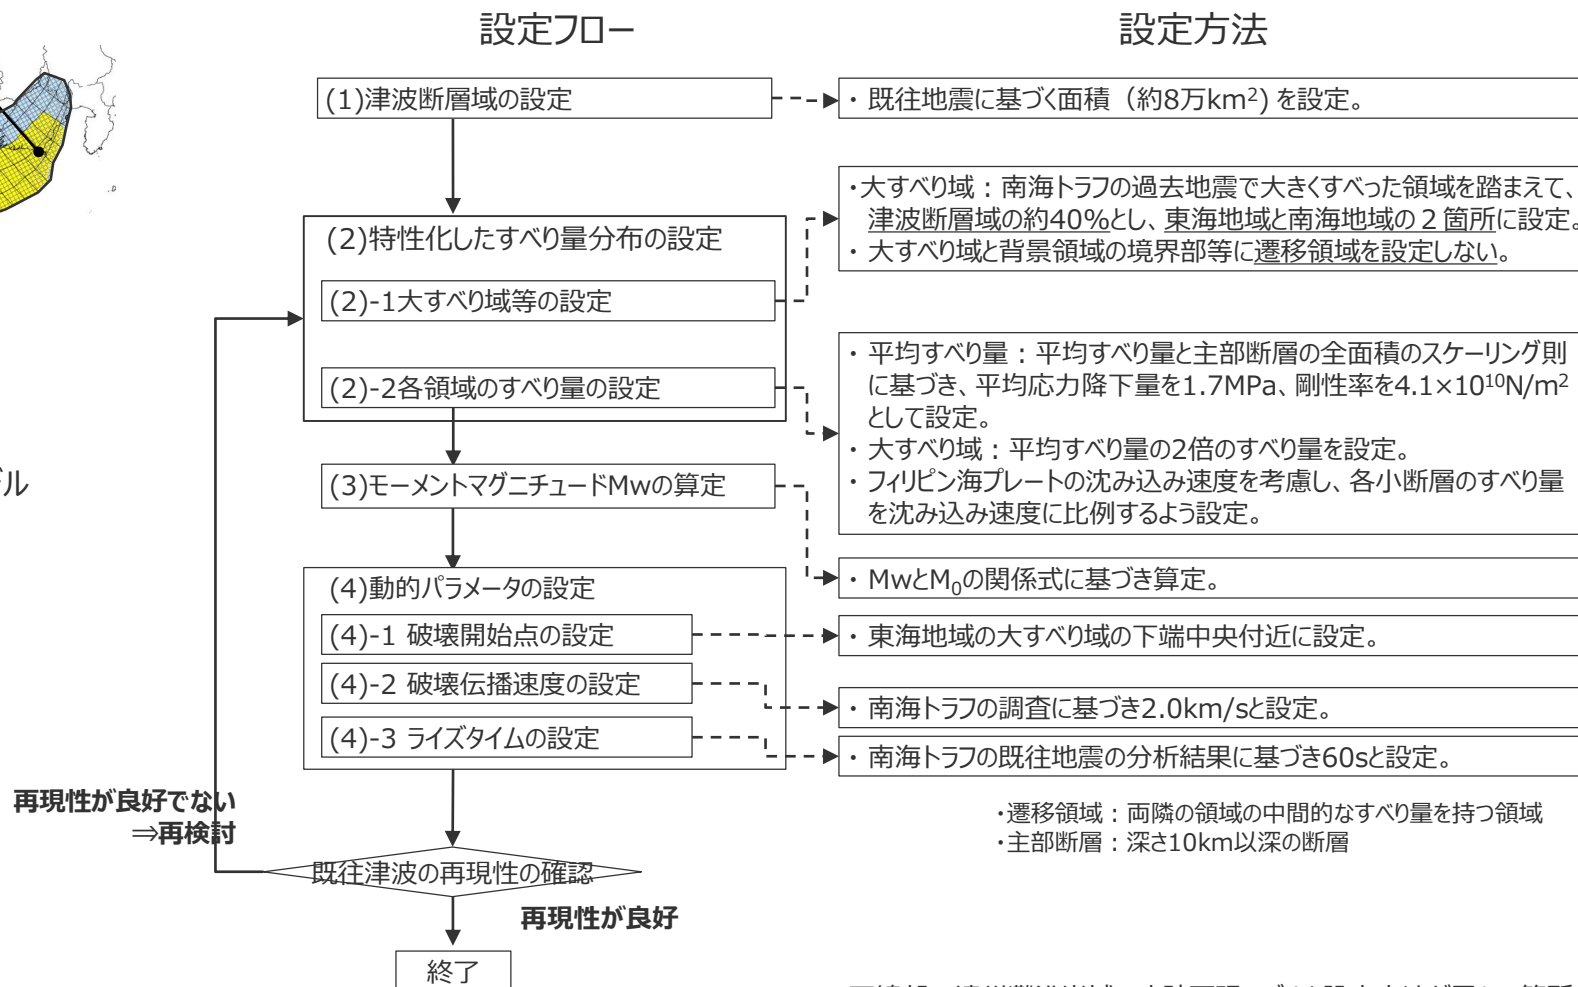 設定フロー
設定方法
(1)津波断層域の設定
・ 既往地震に基づく面積（約8万km²) を設定。
(2)特性化したすべり量分布の設定
(2)-1大すべり域等の設定
・大すべり域：南海トラフの過去地震で大きくすべった領域を踏まえて、
津波断層域の約40%とし、東海地域と南海地域の２箇所に設定。
・ 大すべり域と背景領域の境界部等に遷移領域を設定しない。
(2)-2各領域のすべり量の設定
・ 平均すべり量：平均すべり量と主部断層の全面積のスケーリング則
に基づき、平均応力降下量を1.7MPa、剛性率を4.1×10¹⁰N/m²
として設定。
・ 大すべり域：平均すべり量の2倍のすべり量を設定。
・ フィリピン海プレートの沈み込み速度を考慮し、各小断層のすべり量
を沈み込み速度に比例するよう設定。
デル
(3)モーメントマグニチュードMwの算定
・ MwとM₀の関係式に基づき算定。
(4)動的パラメータの設定
(4)-1 破壊開始点の設定
・ 東海地域の大すべり域の下端中央付近に設定。
(4)-2 破壊伝播速度の設定
・ 南海トラフの調査に基づき2.0km/sと設定。
(4)-3 ライズタイムの設定
・ 南海トラフの既往地震の分析結果に基づき60sと設定。
再現性が良好でない
⇒再検討
・遷移領域：両隣の領域の中間的なすべり量を持つ領域
・主部断層：深さ10km以深の断層
既往津波の再現性の確認
再現性が良好
終了